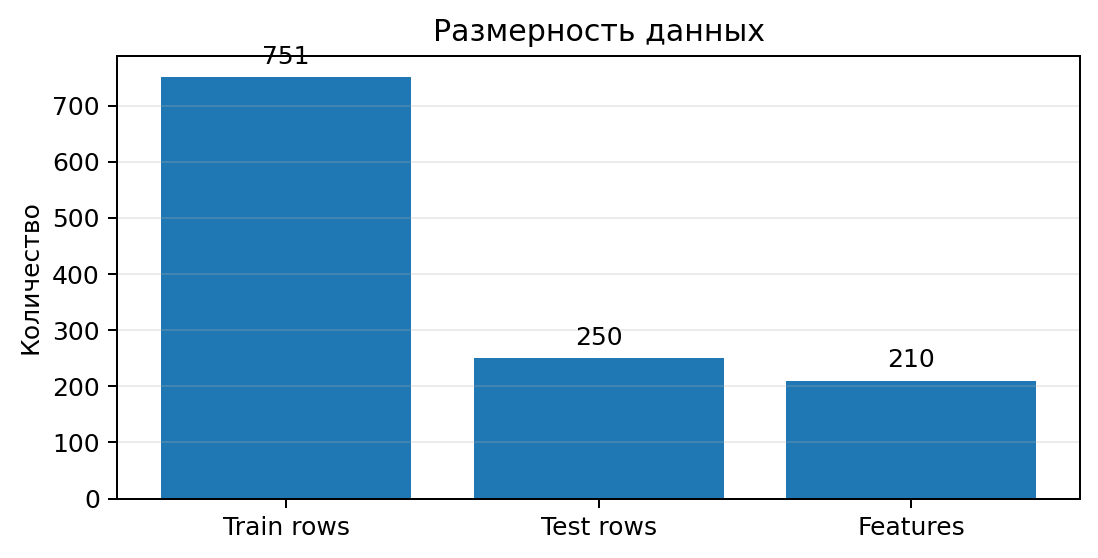 Размерность данных
Количество
700
600
500
400
300
200
100
0
751
250
210
Train rows
Test rows
Features